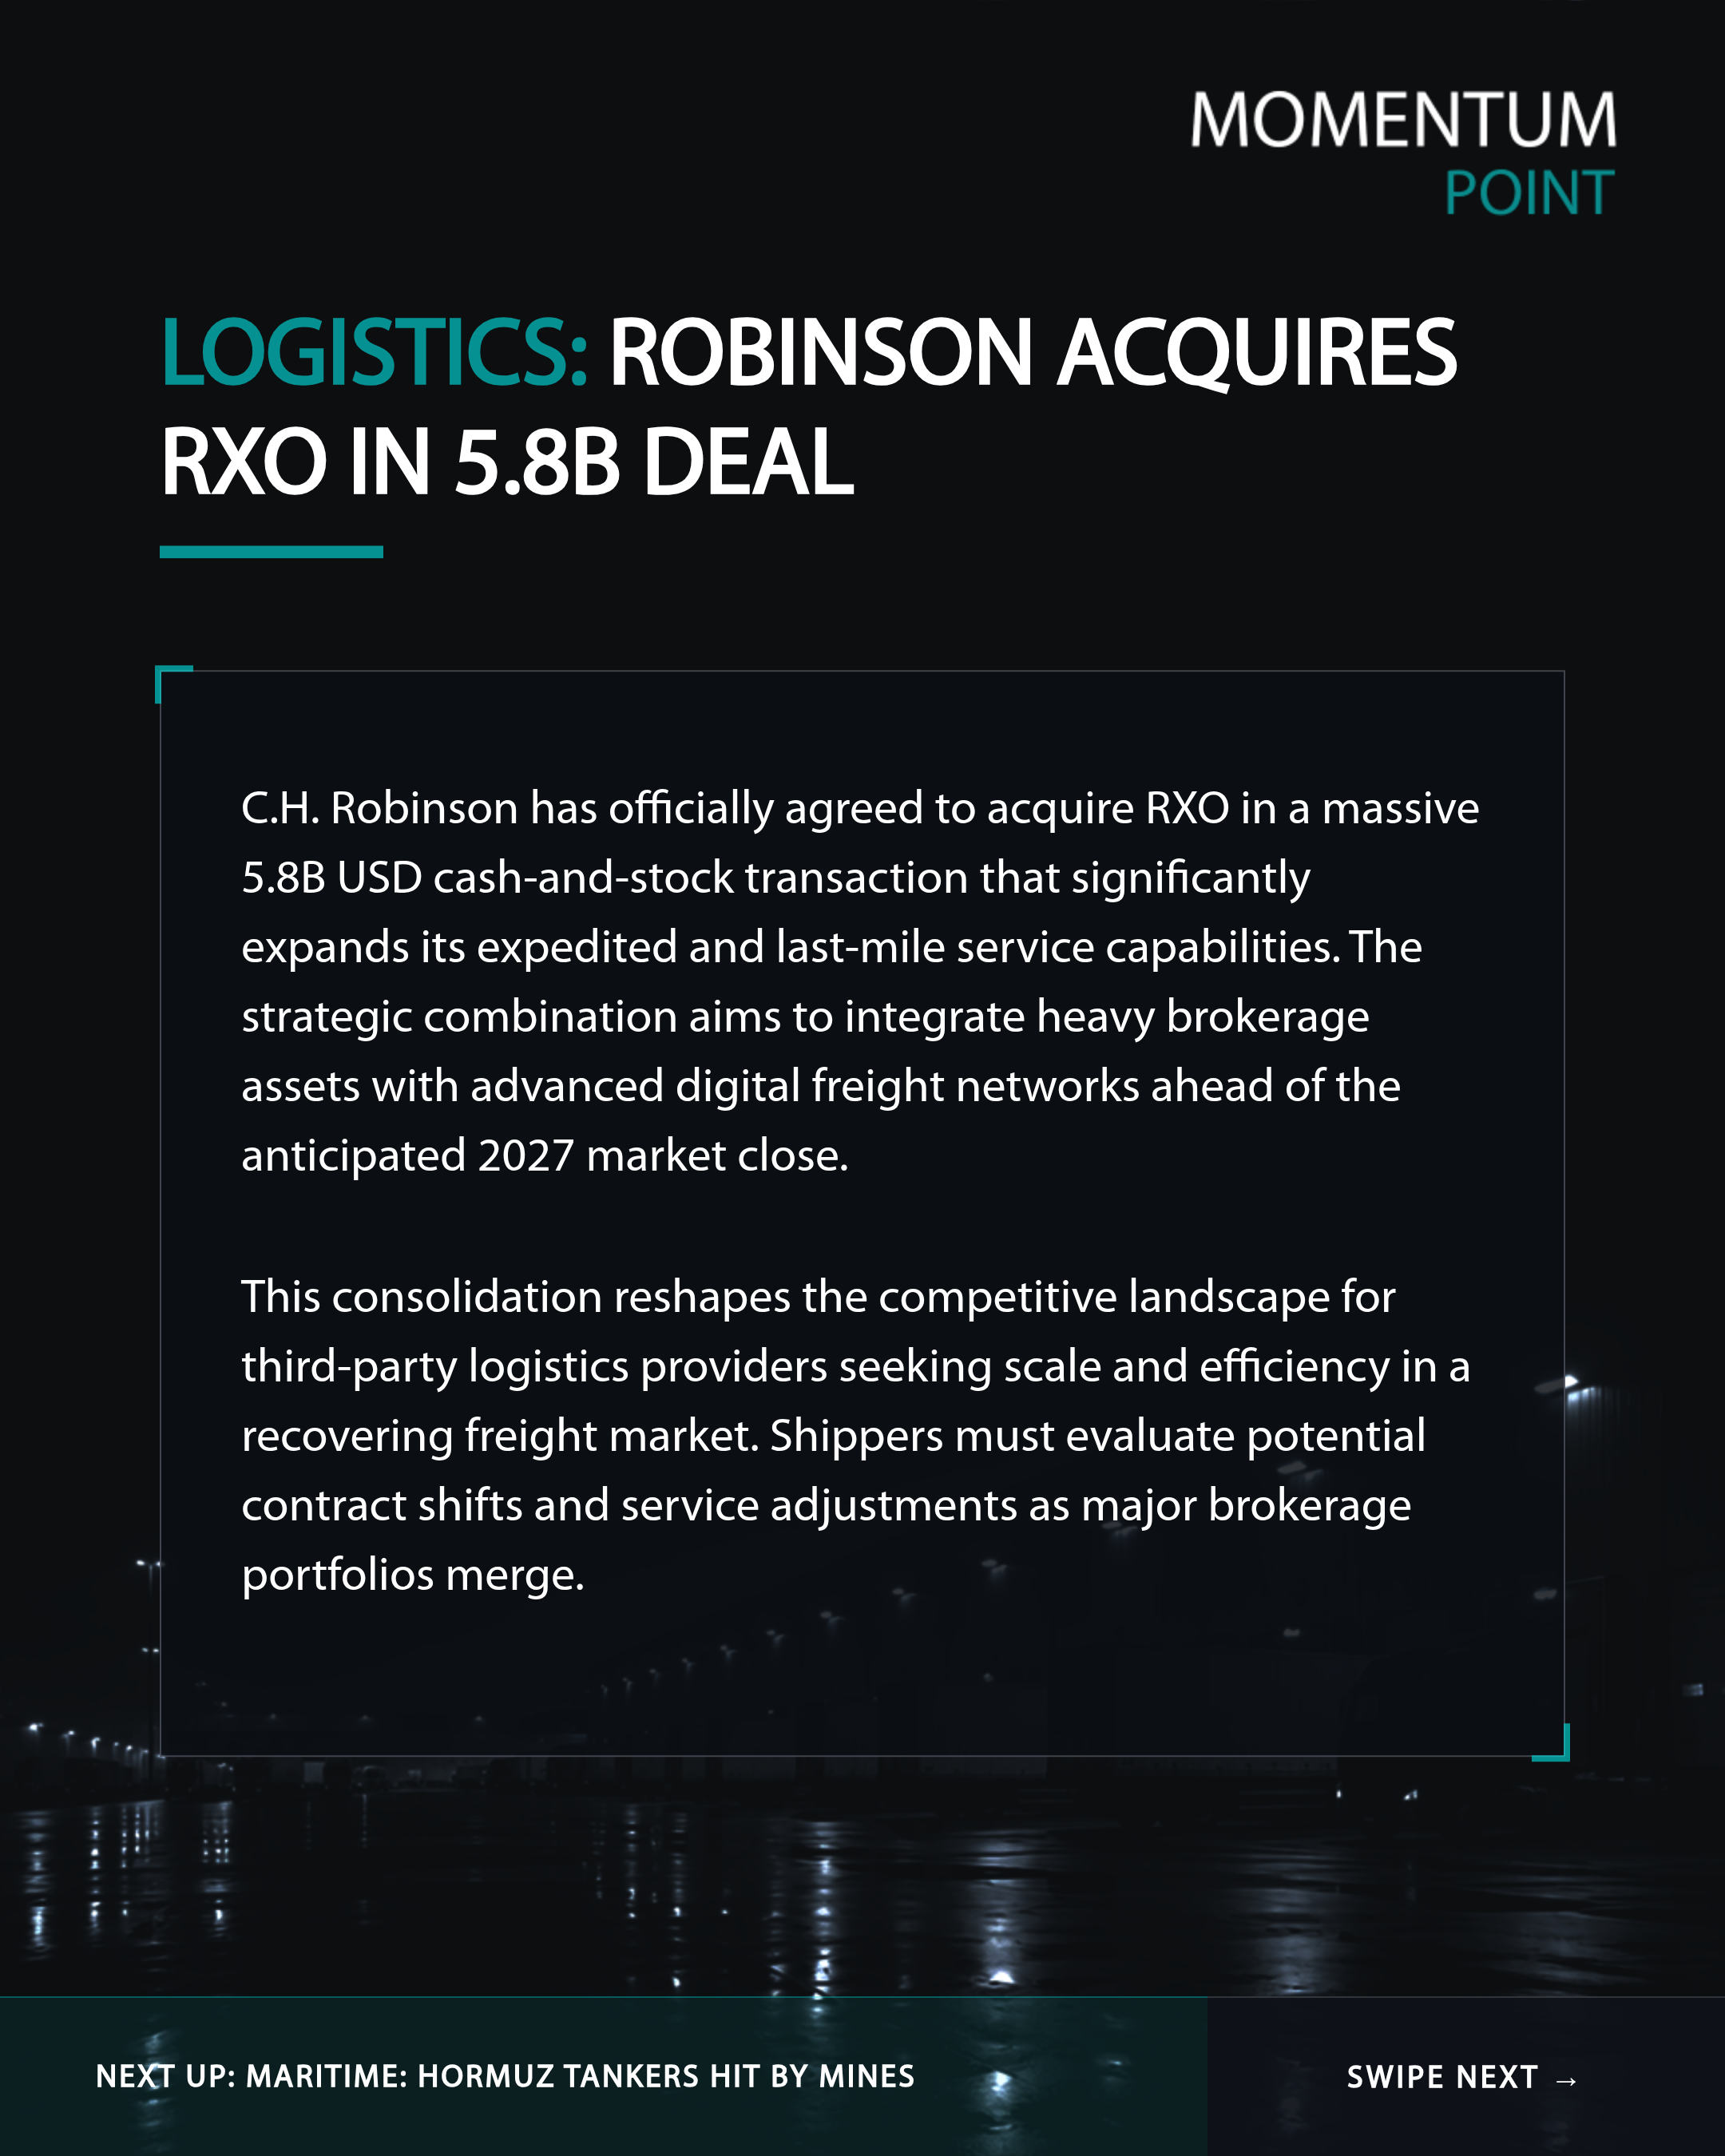 MOMENTUM
POINT
LOGISTICS: ROBINSON ACQUIRES
RXO IN 5.8B DEAL
C.H. Robinson has officially agreed to acquire RXO in a massive
5.8B USD cash-and-stock transaction that significantly
expands its expedited and last-mile service capabilities. The
strategic combination aims to integrate heavy brokerage
assets with advanced digital freight networks ahead of the
anticipated 2027 market close.
This consolidation reshapes the competitive landscape for
third-party logistics providers seeking scale and efficiency in a
recovering freight market. Shippers must evaluate potential
contract shifts and service adjustments as major brokerage
portfolios merge.
NEXT UP: MARITIME: HORMUZ TANKERS HIT BY MINES
SWIPE NEXT →